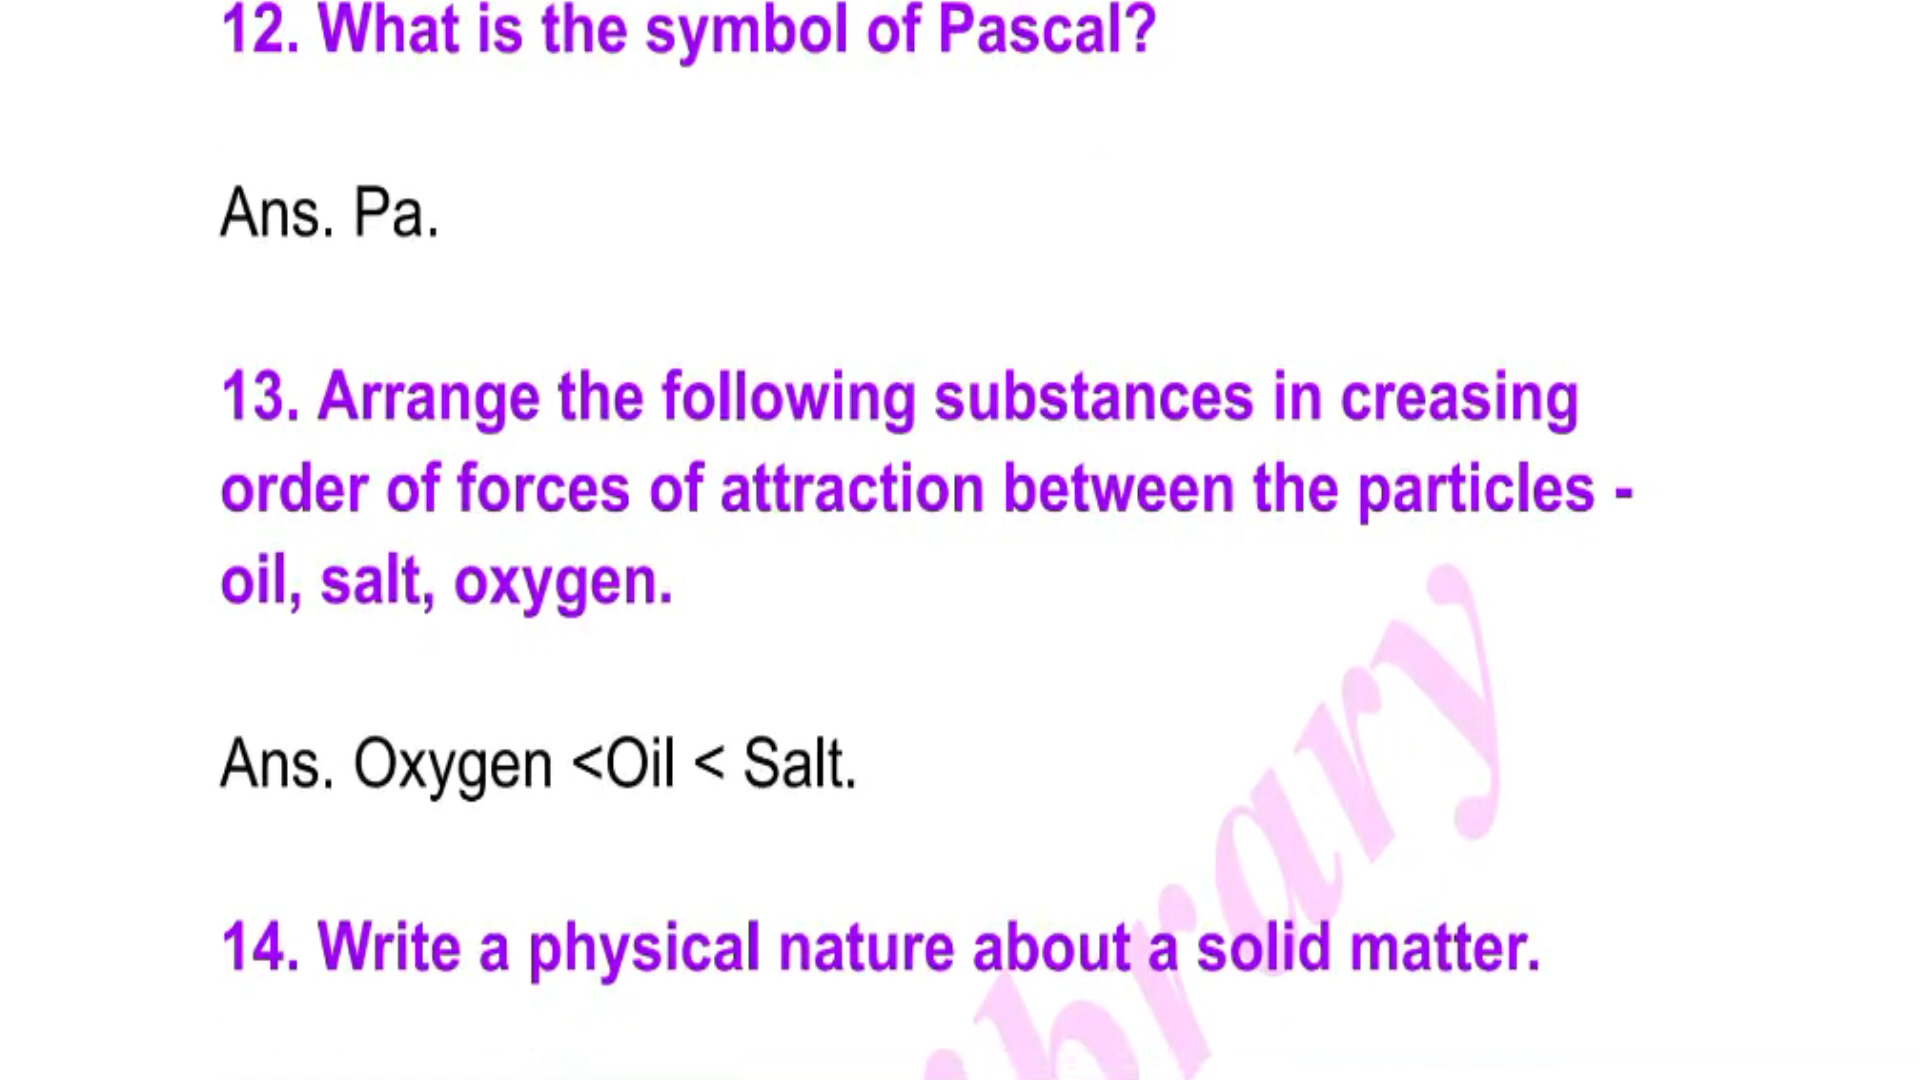 12. What is the symbol of Pascal?
Ans. Pa.
13. Arrange the following substances in creasing
order of forces of attraction between the particles -
oil, salt, oxygen.
Ans. Oxygen <Oil < Salt.
14. Write a physical nature about a solid matter.